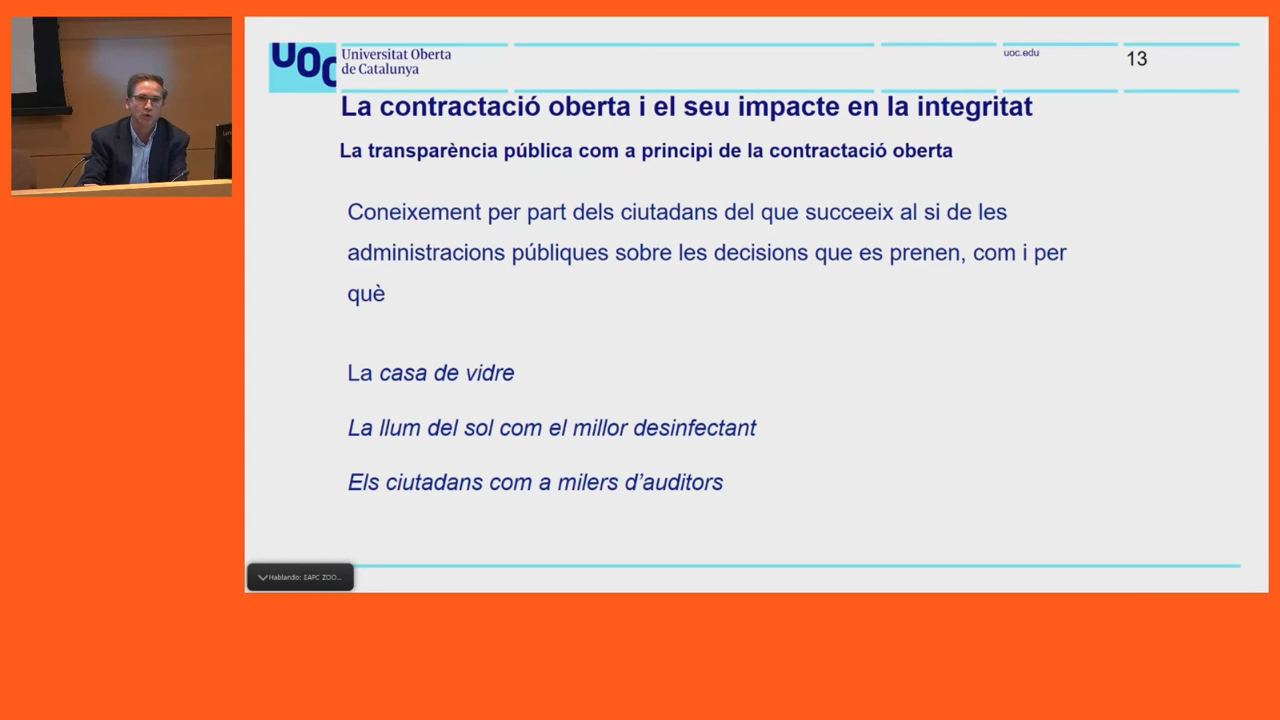 UOC
Universitat Oberta
de Catalunya
uoc.edu
13
La contractació oberta i el seu impacte en la integritat
La transparència pública com a principi de la contractació oberta
Coneixement per part dels ciutadans del que succeeix al si de les
administracions públiques sobre les decisions que es prenen, com i per
què
La casa de vidre
La llum del sol com el millor desinfectant
Els ciutadans com a milers d'auditors
Hablando: EAPC ZOO...